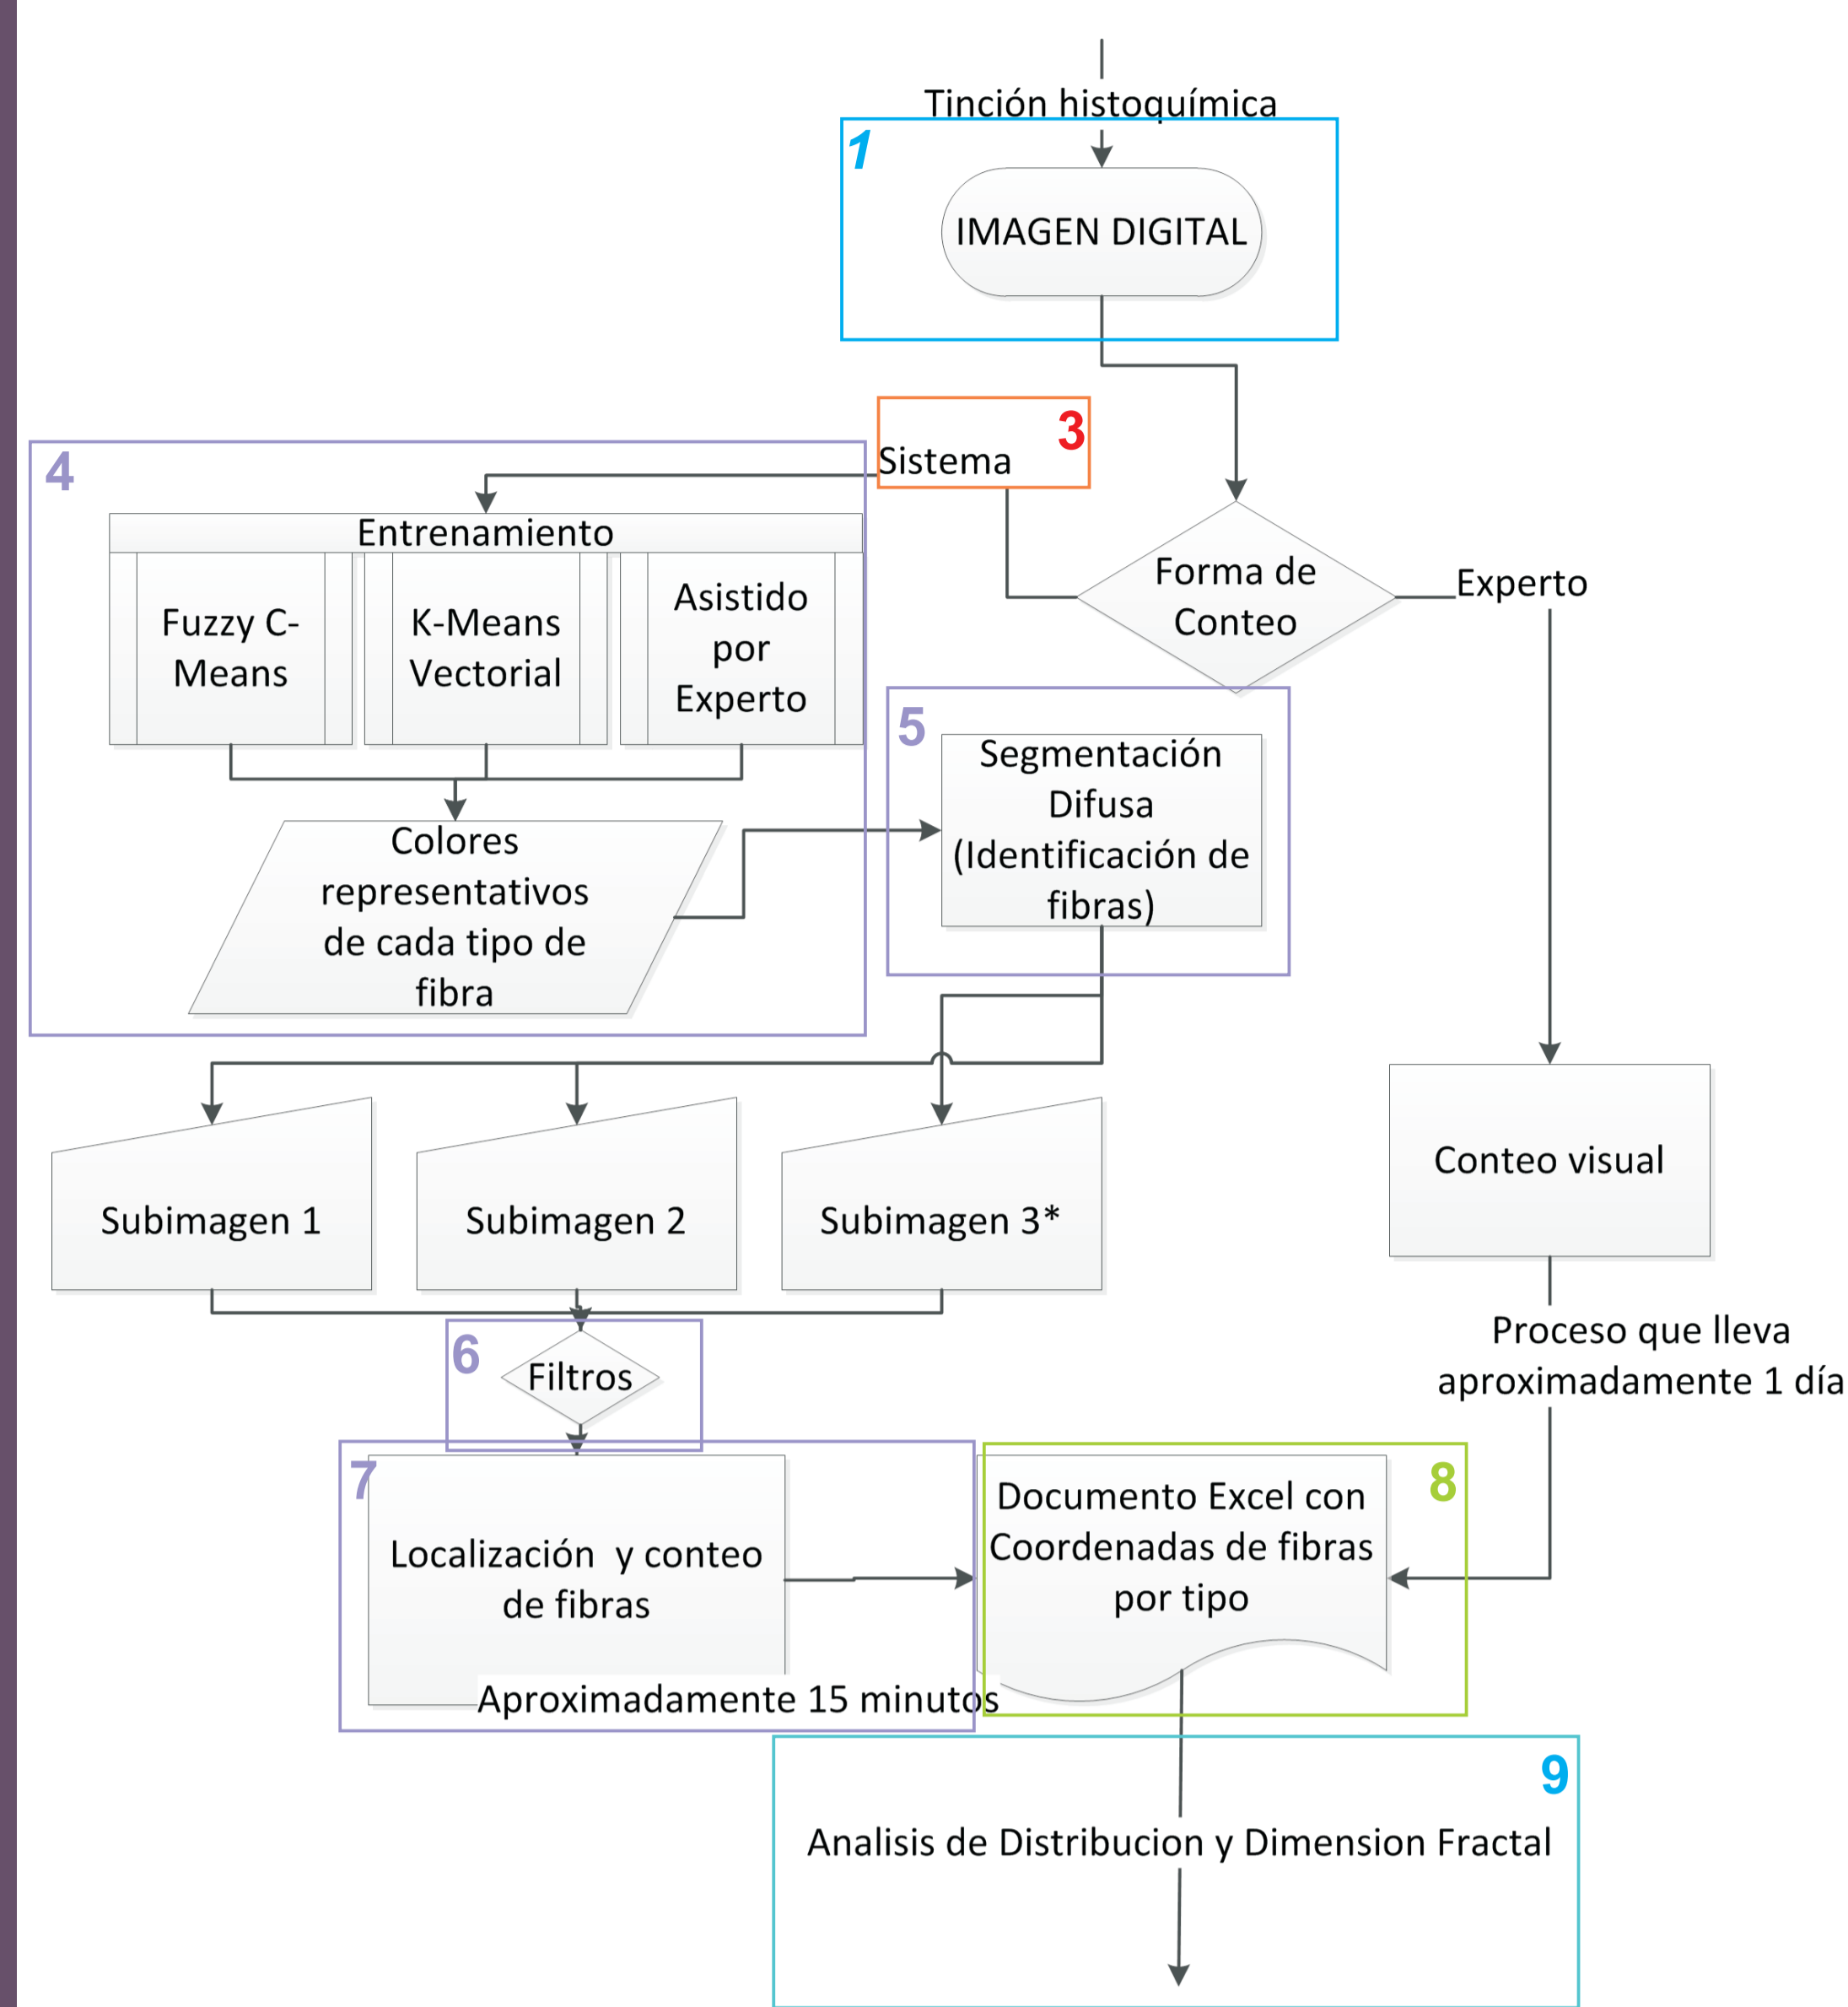 Tinción histoquímica
1
IMAGEN DIGITAL
3
Sistema
4
Entrenamiento
Fuzzy C-
Means
K-Means
Vectorial
Asistido
por
Experto
Forma de
Conteo
Experto
5
Segmentación
Difusa
(Identificación de
fibras)
Colores
representativos
de cada tipo de
fibra
Subimagen 1
Subimagen 2
Subimagen 3*
Conteo visual
Proceso que lleva
aproximadamente 1 día
6
Filtros
7
Localización  y conteo
de fibras
Aproximadamente 15 minutos
8
Documento Excel con
Coordenadas de fibras
por tipo
9
Analisis de Distribucion y Dimension Fractal